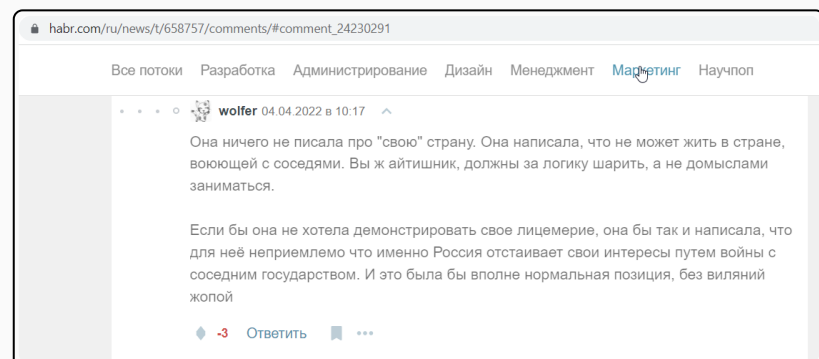 habr.com/ru/news/t/658757/comments/#comment_24230291
Все потоки Разработка Администрирование Дизайн Менеджмент Маркетинг Научпоп
wolfer 04.04.2022 в 10:17
Она ничего не писала про "свою" страну. Она написала, что не может жить в стране,
воюющей с соседями. Вы ж айтишник, должны за логику шарить, а не домыслами
заниматься.
Если бы она не хотела демонстрировать свое лицемерие, она бы так и написала, что
для неё неприемлемо что именно Россия отстаивает свои интересы путем войны с
соседним государством. И это была бы вполне нормальная позиция, без виляний
жопой
-3 Ответить